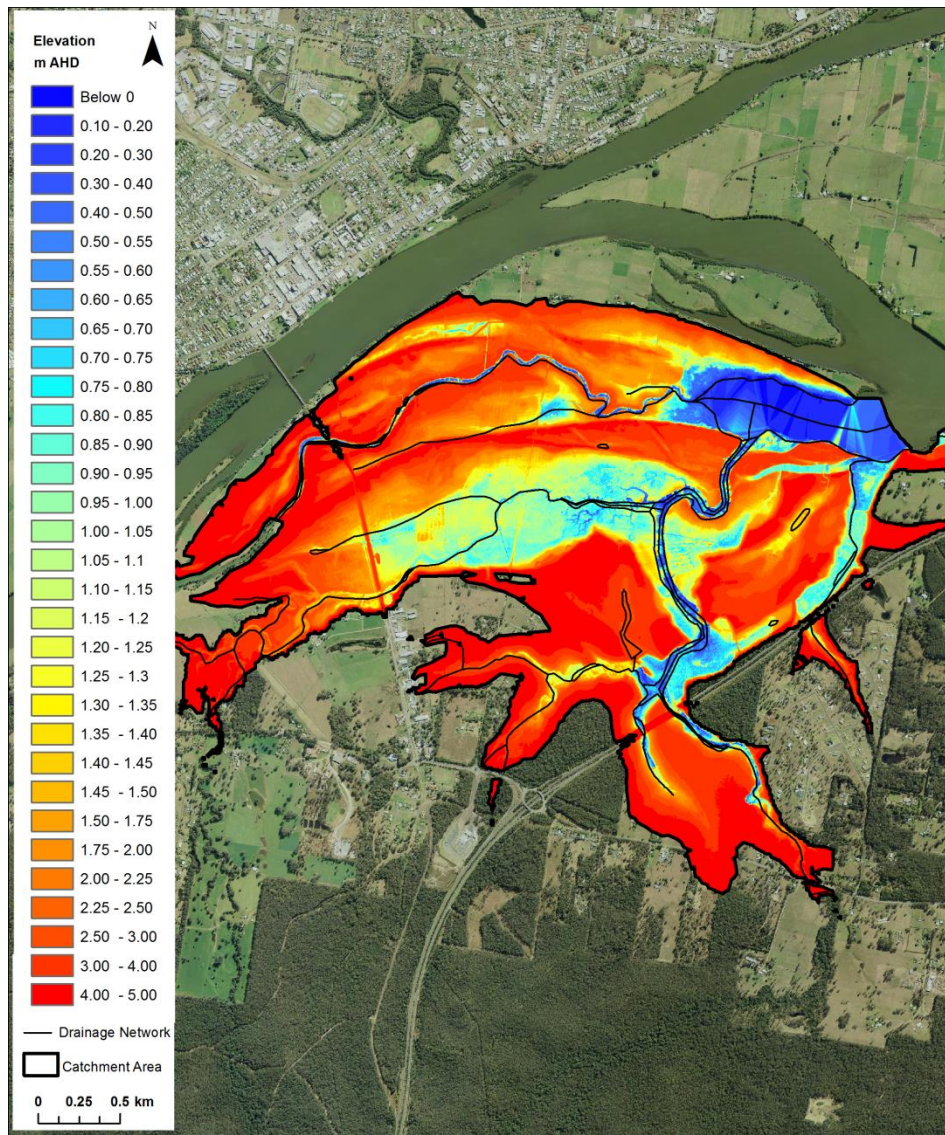 Elevation
m AHD
N
Below 0
0.10 - 0.20
0.20 - 0.30
0.30 - 0.40
0.40 - 0.50
0.50 - 0.55
0.55 - 0.60
0.60 - 0.65
0.65 - 0.70
0.70 - 0.75
0.75 - 0.80
0.80 - 0.85
0.85 - 0.90
0.90 - 0.95
0.95 - 1.00
1.00 - 1.05
1.05 - 1.1
1.10 - 1.15
1.15 - 1.2
1.20 - 1.25
1.25 - 1.3
1.30 - 1.35
1.35 - 1.40
1.40 - 1.45
1.45 - 1.50
1.50 - 1.75
1.75 - 2.00
2.00 - 2.25
2.25 - 2.50
2.50 - 3.00
3.00 - 4.00
4.00 - 5.00
Drainage Network
Catchment Area
0 0.25 0.5 km